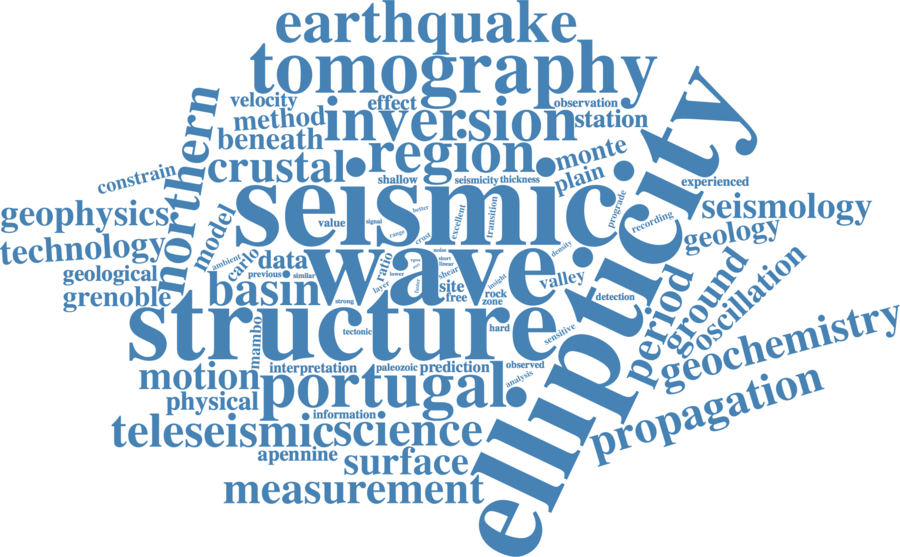 earthquake
tomography
velocity
effect
observation
method
inversion
station
beneath
region
monte
crustal
plain
northern
constrain
shallow
seismicity
thickness
experienced
ellipticity
seismic
geophysics
model
value
signal
better
excellent
transition
prograde
recording
seismology
range
crust
geology
technology
ambient
carlo
data
ratio
wave
noise
density
geological
previous
similar
lower
short
linear
shear
insight
valley
period
ground
oscillation
grenoble
basin
layer
faster
site
free
rock
zone
detection
strong
structure
tectonic
hard
sensitive
mambo
geochemistry
interpretation
paleozoic
prediction
observed
motion
portugal
analysis
physical
propagation
information
teleseismic
science
apennine
surface
measurement